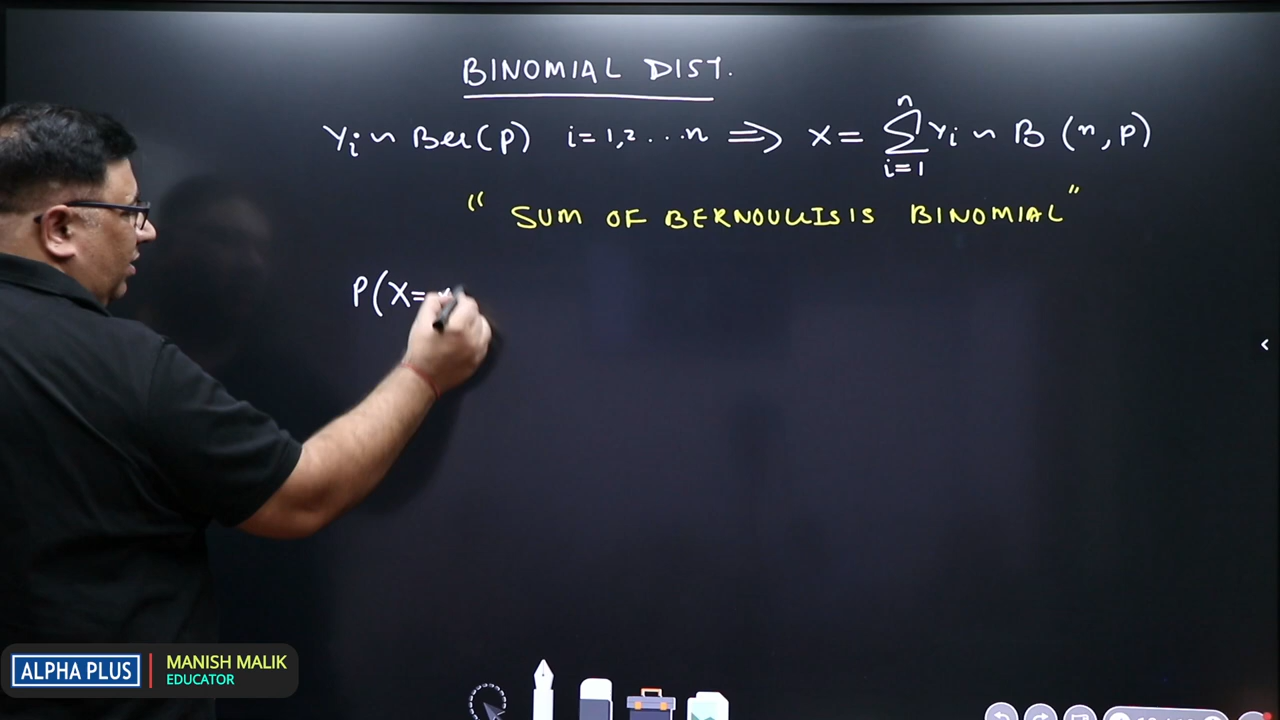 BINOMIAL DIST.
Yi ~ Ber(p) i=1,2...n ⟹ X = Σ_{i=1}^{n} Yi ~ B(n,p)
" SUM OF BERNOULLIS IS BINOMIAL "
P(X=
ALPHA PLUS
MANISH MALIK
EDUCATOR